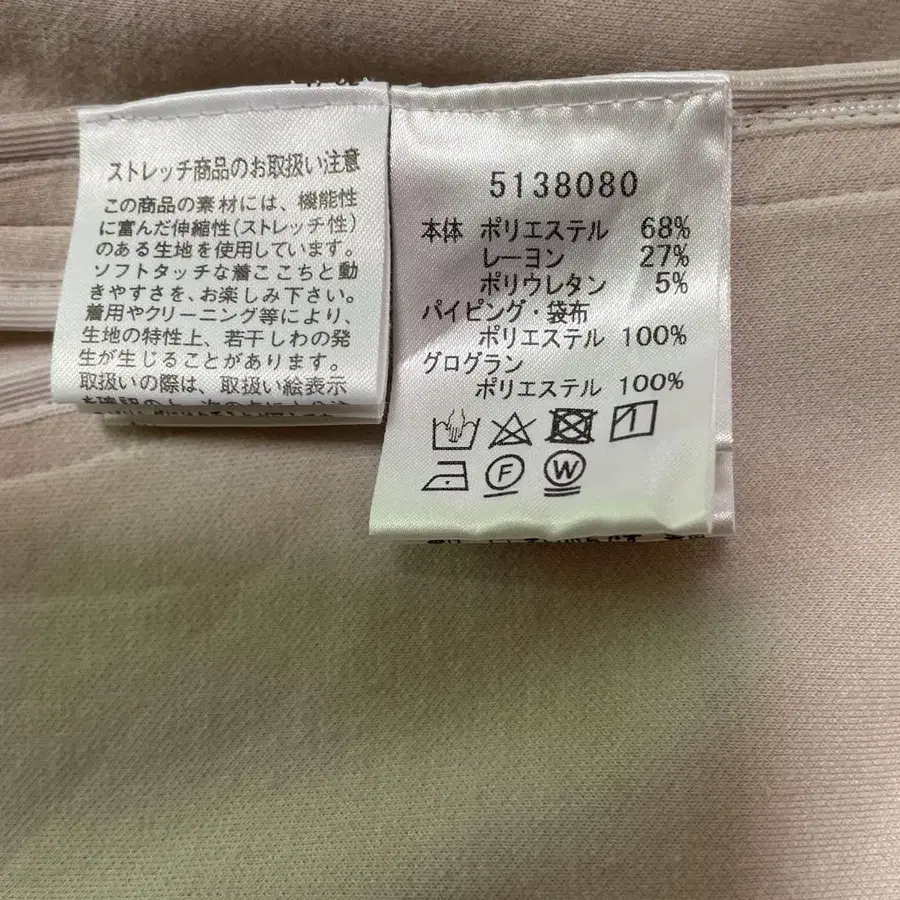 ストレッチ商品のお取扱い注意
この商品の素材には、機能性
に富んだ伸縮性(ストレッチ性)
のある生地を使用しています。
ソフトタッチな着ここちと動
きやすさを、お楽しみ下さい。
着用やクリーニング等により、
生地の特性上、若干しわの発
生が生じることがあります。
取扱いの際は、取扱い絵表示
5138080
本体 ポリエステル 68%
レーヨン 27%
ポリウレタン 5%
パイピング・袋布
ポリエステル 100%
グログラン
ポリエステル 100%
F W